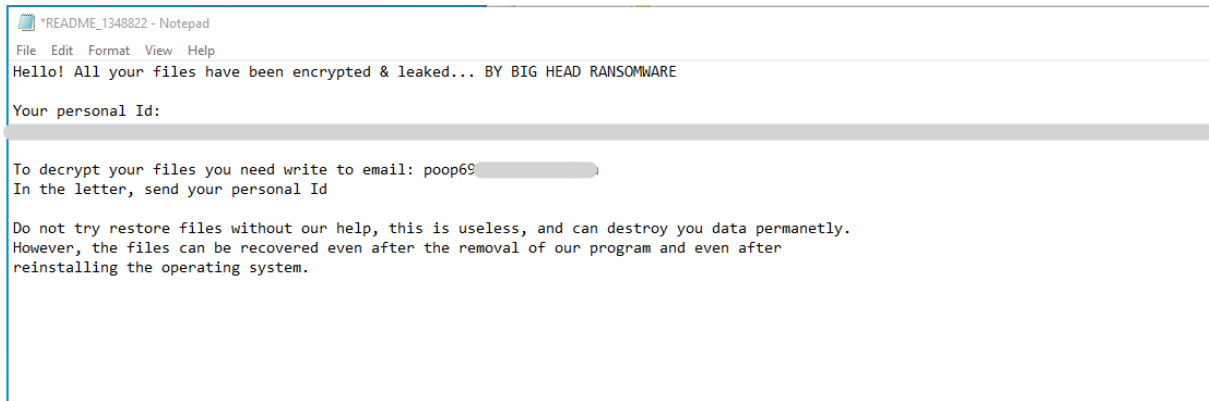 *README_1348822 - Notepad
File Edit Format View Help
Hello! All your files have been encrypted & leaked... BY BIG HEAD RANSOMWARE
Your personal Id:
To decrypt your files you need write to email: poop69
In the letter, send your personal Id
Do not try restore files without our help, this is useless, and can destroy you data permanetly.
However, the files can be recovered even after the removal of our program and even after
reinstalling the operating system.